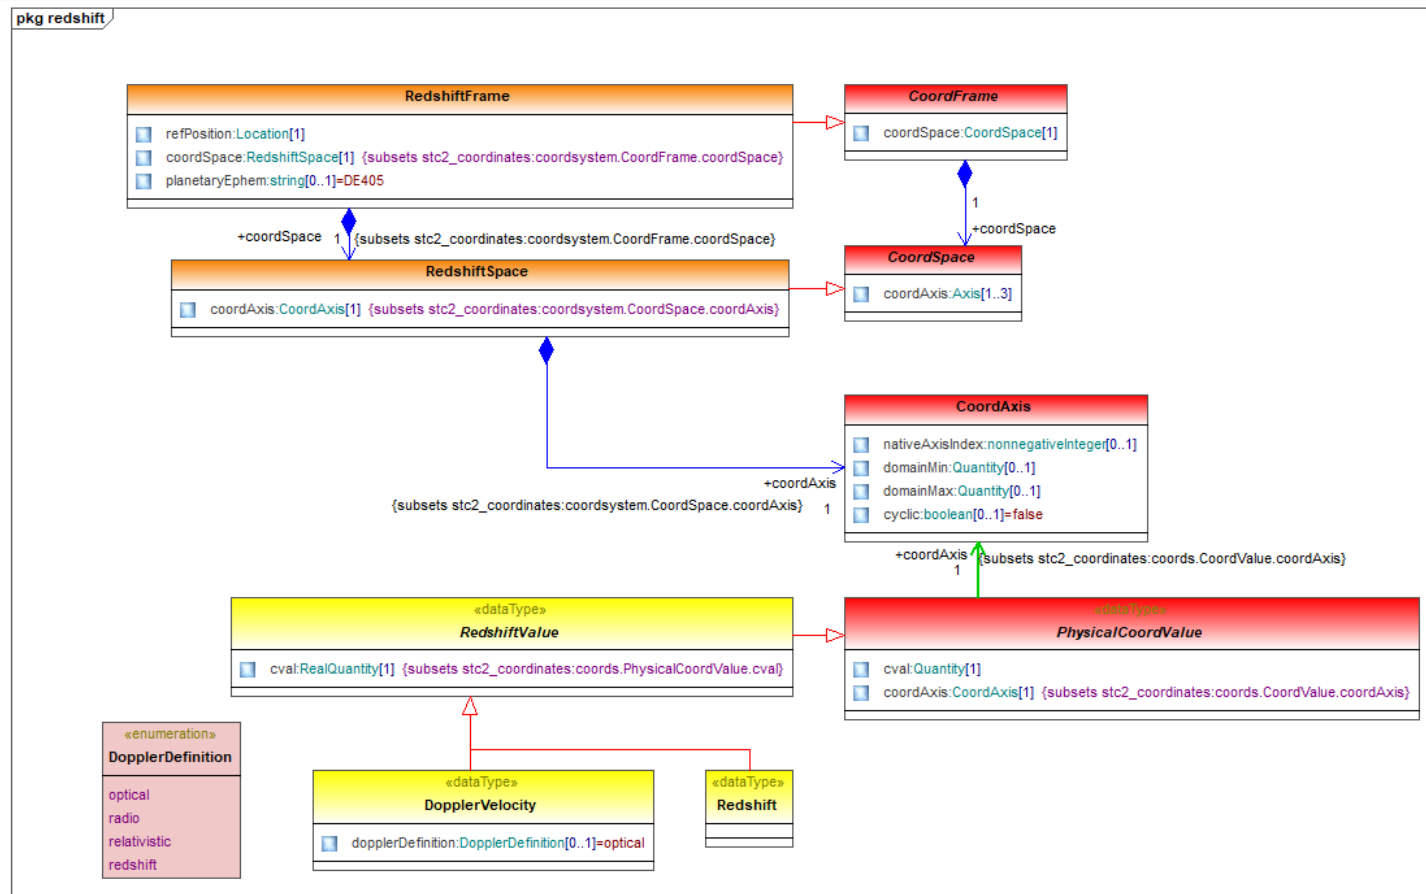 pkg redshift
RedshiftFrame
refPosition:Location[1]
coordSpace:RedshiftSpace[1] {subsets stc2_coordinates:coordsystem.CoordFrame.coordSpace}
planetaryEphem:string[0..1]=DE405
CoordFrame
coordSpace:CoordSpace[1]
1
+coordSpace
+coordSpace 1 {subsets stc2_coordinates:coordsystem.CoordFrame.coordSpace}
RedshiftSpace
coordAxis:CoordAxis[1] {subsets stc2_coordinates:coordsystem.CoordSpace.coordAxis}
CoordSpace
coordAxis:Axis[1..3]
CoordAxis
nativeAxisIndex:nonnegativeInteger[0..1]
domainMin:Quantity[0..1]
domainMax:Quantity[0..1]
cyclic:boolean[0..1]=false
+coordAxis
{subsets stc2_coordinates:coordsystem.CoordSpace.coordAxis} 1
+coordAxis {subsets stc2_coordinates:coords.CoordValue.coordAxis}
1
«dataType»
RedshiftValue
cval:RealQuantity[1] {subsets stc2_coordinates:coords.PhysicalCoordValue.cval}
«dataType»
PhysicalCoordValue
cval:Quantity[1]
coordAxis:CoordAxis[1] {subsets stc2_coordinates:coords.CoordValue.coordAxis}
«enumeration»
DopplerDefinition
optical
radio
relativistic
redshift
«dataType»
DopplerVelocity
dopplerDefinition:DopplerDefinition[0..1]=optical
«dataType»
Redshift